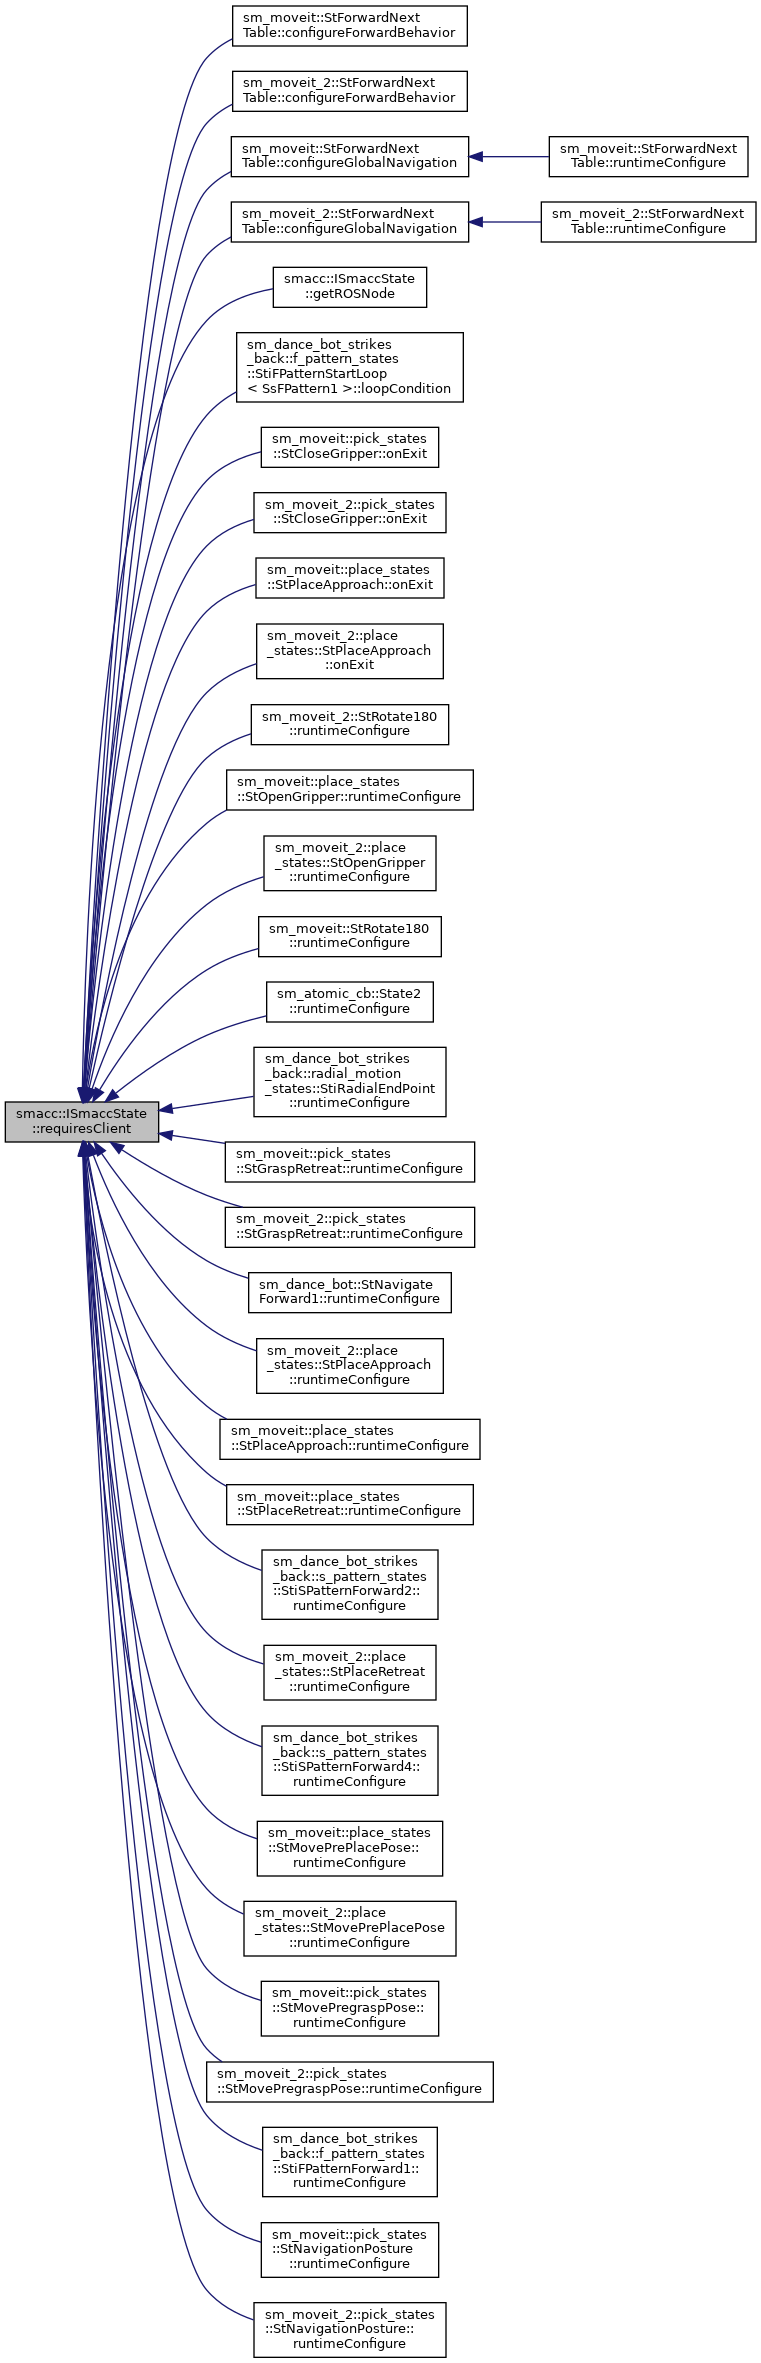 sm_moveit::StForwardNext
Table::configureForwardBehavior
sm_moveit_2::StForwardNext
Table::configureForwardBehavior
sm_moveit::StForwardNext
Table::configureGlobalNavigation
sm_moveit::StForwardNext
Table::runtimeConfigure
sm_moveit_2::StForwardNext
Table::configureGlobalNavigation
sm_moveit_2::StForwardNext
Table::runtimeConfigure
smacc::ISmaccState
::getROSNode
sm_dance_bot_strikes
_back::f_pattern_states
::StiFPatternStartLoop
< SsFPattern1 >::loopCondition
sm_moveit::pick_states
::StCloseGripper::onExit
sm_moveit_2::pick_states
::StCloseGripper::onExit
sm_moveit::place_states
::StPlaceApproach::onExit
sm_moveit_2::place
_states::StPlaceApproach
::onExit
sm_moveit_2::StRotate180
::runtimeConfigure
sm_moveit::place_states
::StOpenGripper::runtimeConfigure
sm_moveit_2::place
_states::StOpenGripper
::runtimeConfigure
sm_moveit::StRotate180
::runtimeConfigure
sm_atomic_cb::State2
::runtimeConfigure
sm_dance_bot_strikes
_back::radial_motion
_states::StiRadialEndPoint
::runtimeConfigure
smacc::ISmaccState
::requiresClient
sm_moveit::pick_states
::StGraspRetreat::runtimeConfigure
sm_moveit_2::pick_states
::StGraspRetreat::runtimeConfigure
sm_dance_bot::StNavigate
Forward1::runtimeConfigure
sm_moveit_2::place
_states::StPlaceApproach
::runtimeConfigure
sm_moveit::place_states
::StPlaceApproach::runtimeConfigure
sm_moveit::place_states
::StPlaceRetreat::runtimeConfigure
sm_dance_bot_strikes
_back::s_pattern_states
::StiSPatternForward2::
runtimeConfigure
sm_moveit_2::place
_states::StPlaceRetreat
::runtimeConfigure
sm_dance_bot_strikes
_back::s_pattern_states
::StiSPatternForward4::
runtimeConfigure
sm_moveit::place_states
::StMovePrePlacePose::
runtimeConfigure
sm_moveit_2::place
_states::StMovePrePlacePose
::runtimeConfigure
sm_moveit::pick_states
::StMovePregraspPose::
runtimeConfigure
sm_moveit_2::pick_states
::StMovePregraspPose::runtimeConfigure
sm_dance_bot_strikes
_back::f_pattern_states
::StiFPatternForward1::
runtimeConfigure
sm_moveit::pick_states
::StNavigationPosture
::runtimeConfigure
sm_moveit_2::pick_states
::StNavigationPosture::
runtimeConfigure